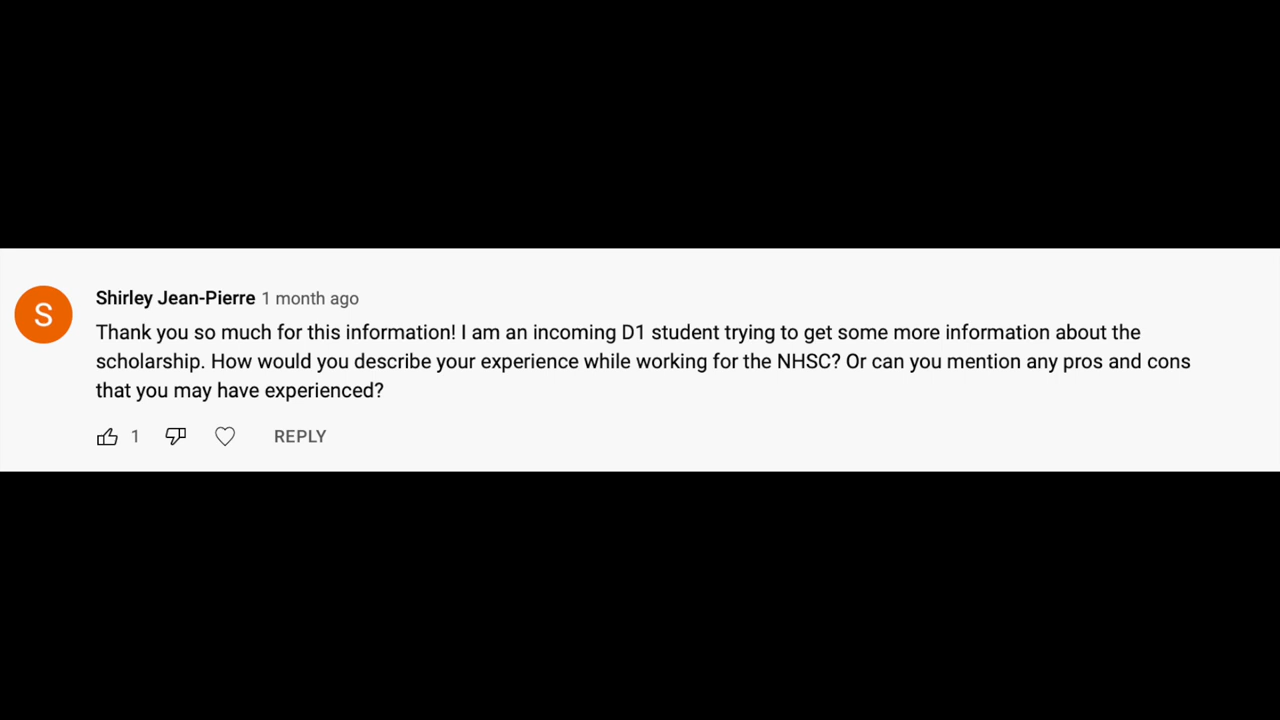 S
Shirley Jean-Pierre 1 month ago
Thank you so much for this information! I am an incoming D1 student trying to get some more information about the
scholarship. How would you describe your experience while working for the NHSC? Or can you mention any pros and cons
that you may have experienced?
1 REPLY